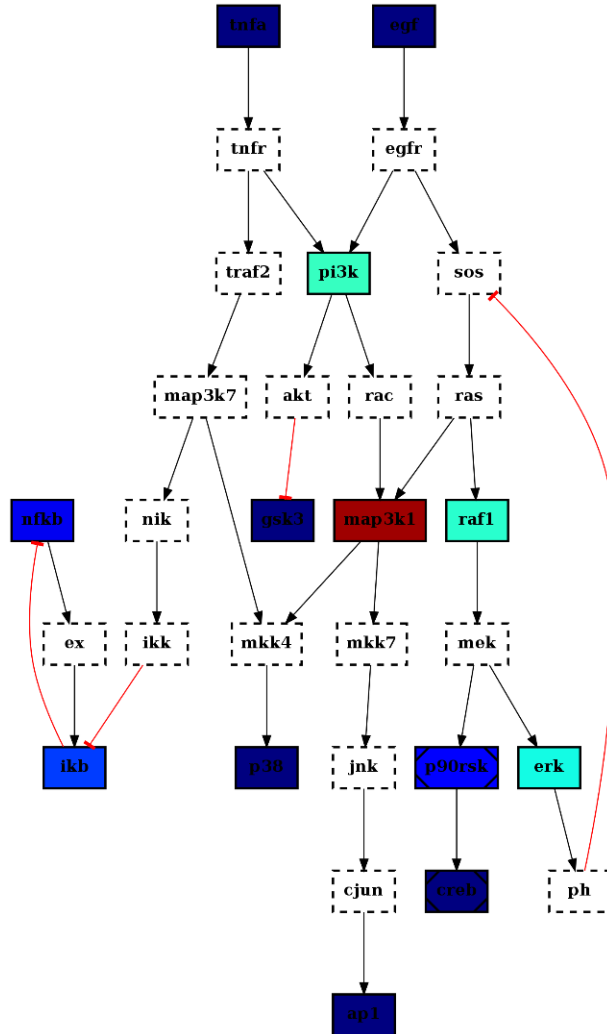 tnfa egf
tnfr egfr
traf2 pi3k sos
map3k7 akt rac ras
nfkb nik gsk3 map3k1 raf1
ex ikk mkk4 mkk7 mek
ikb p38 jnk p90rsk erk
cjun creb ph
ap1